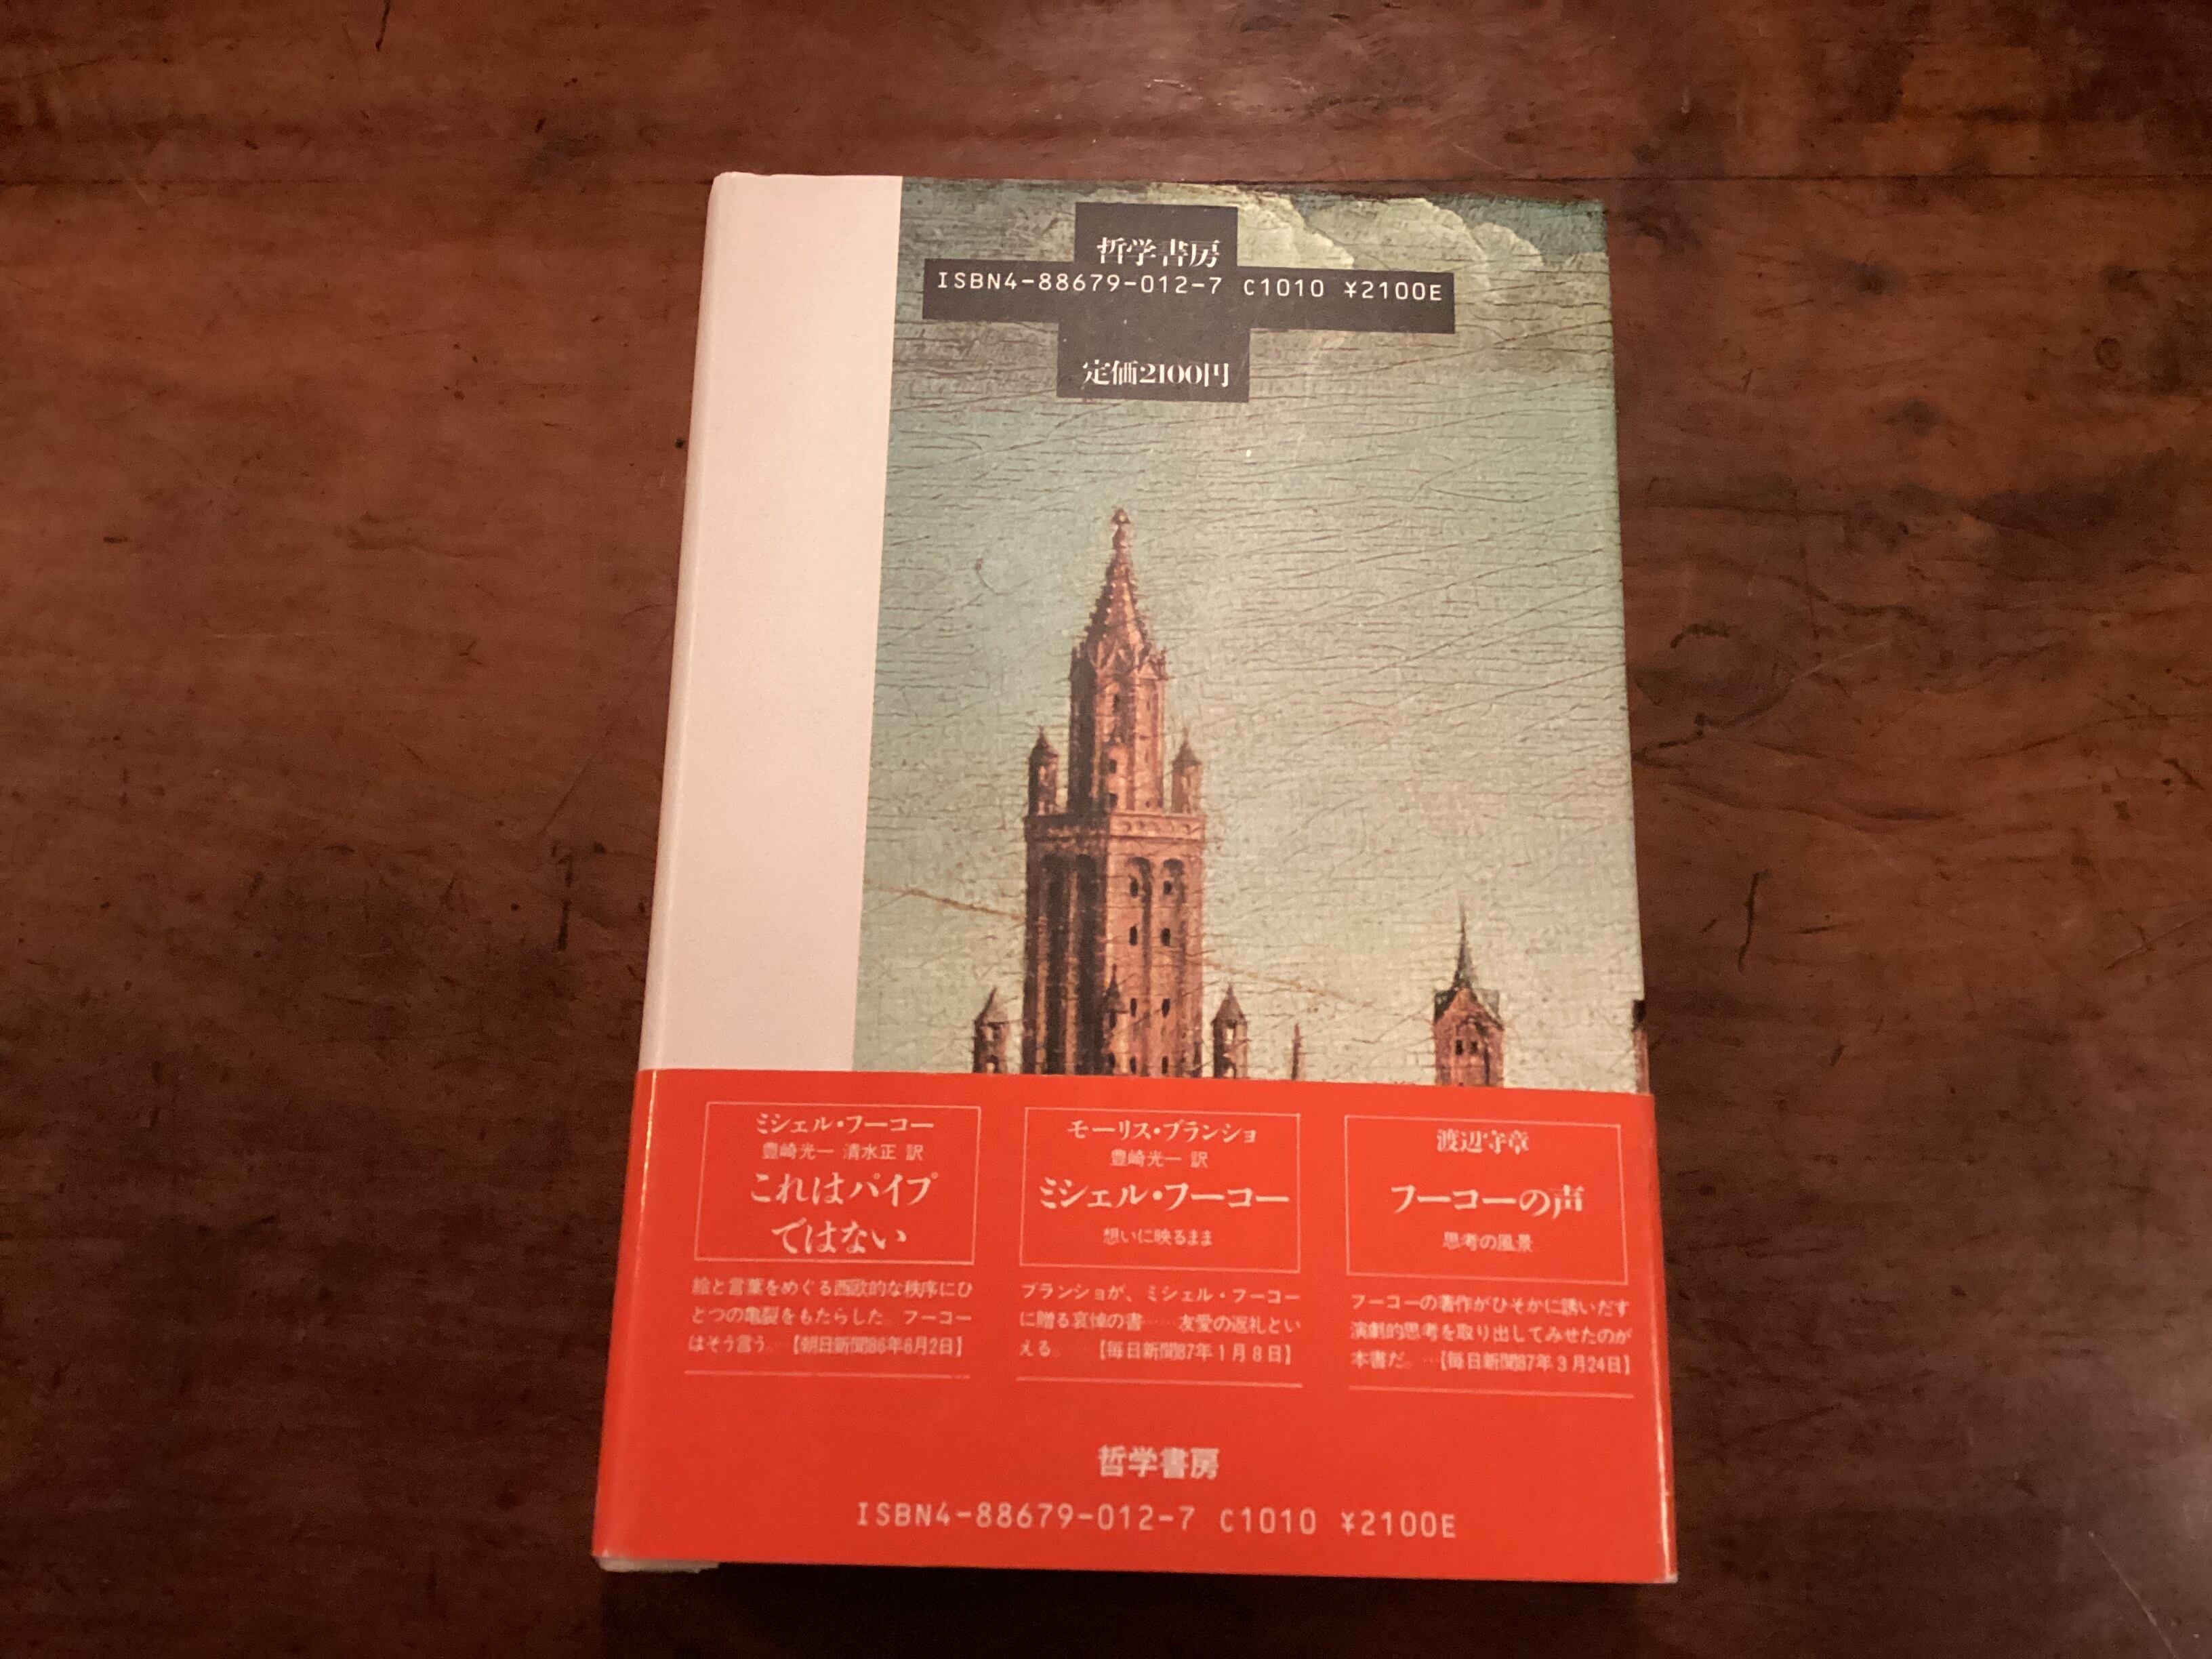 哲学書房
ISBN4-88679-012-7 C1010 ¥2100E
定価2100円
ミシェル・フーコー
豊崎光一 清水正 訳
これはパイプ
ではない
絵と言葉をめぐる西欧的な秩序にひ
とつの亀裂をもたらした。フーコー
はそう言う。【朝日新聞86年6月2日】
モーリス・ブランショ
豊崎光一 訳
ミシェル・フーコー
想いに映るまま
ブランショが、ミシェル・フーコー
に贈る哀悼の書……友愛の返礼とい
える。…【毎日新聞87年1月8日】
渡辺守章
フーコーの声
思考の風景
フーコーの著作がひそかに誘いだす
演劇的思考を取り出してみせたのが
本書だ。…【毎日新聞87年3月24日】
哲学書房
ISBN4-88679-012-7 C1010 ¥2100E